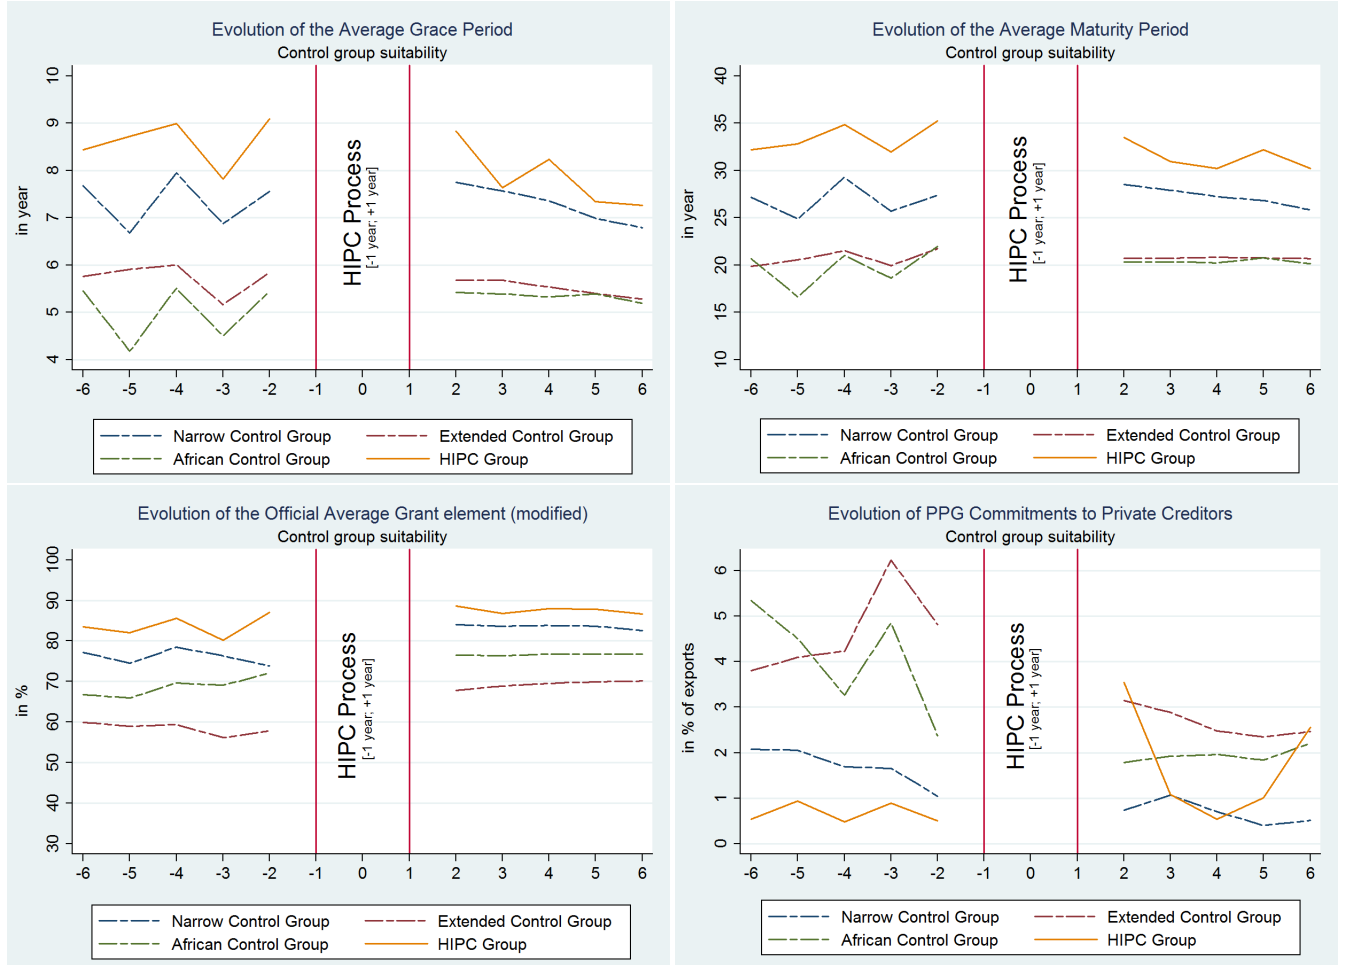 Evolution of the Average Grace Period
Control group suitability
in year
10
9
8
7
6
5
4
HIPC Process
[-1 year; +1 year]
-6 -5 -4 -3 -2 -1 0 1 2 3 4 5 6
Narrow Control Group Extended Control Group
African Control Group HIPC Group
Evolution of the Average Maturity Period
Control group suitability
in year
40
35
30
25
20
15
10
HIPC Process
[-1 year; +1 year]
-6 -5 -4 -3 -2 -1 0 1 2 3 4 5 6
Narrow Control Group Extended Control Group
African Control Group HIPC Group
Evolution of the Official Average Grant element (modified)
Control group suitability
in %
100
90
80
70
60
50
40
30
HIPC Process
[-1 year; +1 year]
-6 -5 -4 -3 -2 -1 0 1 2 3 4 5 6
Narrow Control Group Extended Control Group
African Control Group HIPC Group
Evolution of PPG Commitments to Private Creditors
Control group suitability
in % of exports
6
5
4
3
2
1
0
HIPC Process
[-1 year; +1 year]
-6 -5 -4 -3 -2 -1 0 1 2 3 4 5 6
Narrow Control Group Extended Control Group
African Control Group HIPC Group